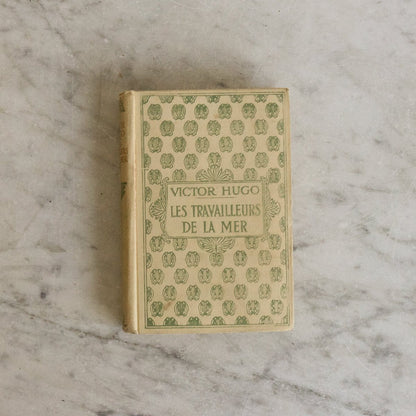 VICTOR HUGO
LES TRAVAILLEURS
DE LA MER